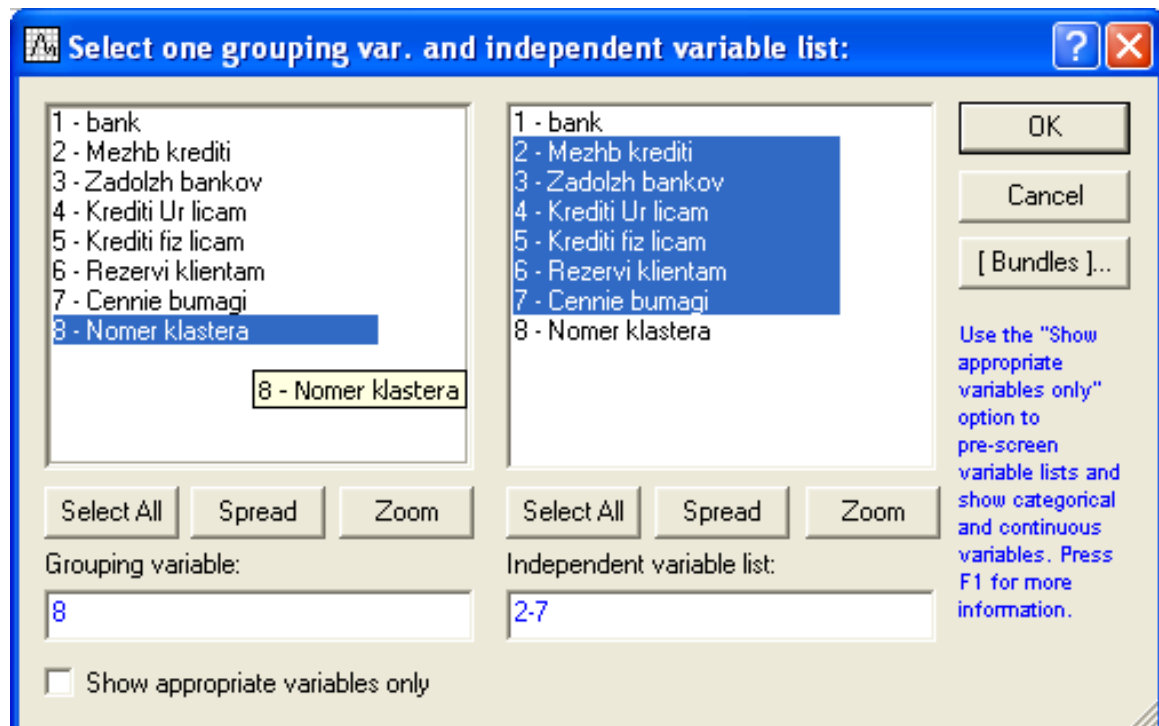 Select one grouping var. and independent variable list:
1 - bank
2 - Mezhb krediti
3 - Zadolzh bankov
4 - Krediti Ur licam
5 - Krediti fiz licam
6 - Rezervi klientam
7 - Cennie bumagi
8 - Nomer klastera
8 - Nomer klastera
Select All
Spread
Zoom
Grouping variable:
8
Show appropriate variables only
1 - bank
2 - Mezhb krediti
3 - Zadolzh bankov
4 - Krediti Ur licam
5 - Krediti fiz licam
6 - Rezervi klientam
7 - Cennie bumagi
8 - Nomer klastera
Select All
Spread
Zoom
Independent variable list:
2-7
OK
Cancel
[ Bundles ]...
Use the "Show
appropriate
variables only"
option to
pre-screen
variable lists and
show categorical
and continuous
variables. Press
F1 for more
information.